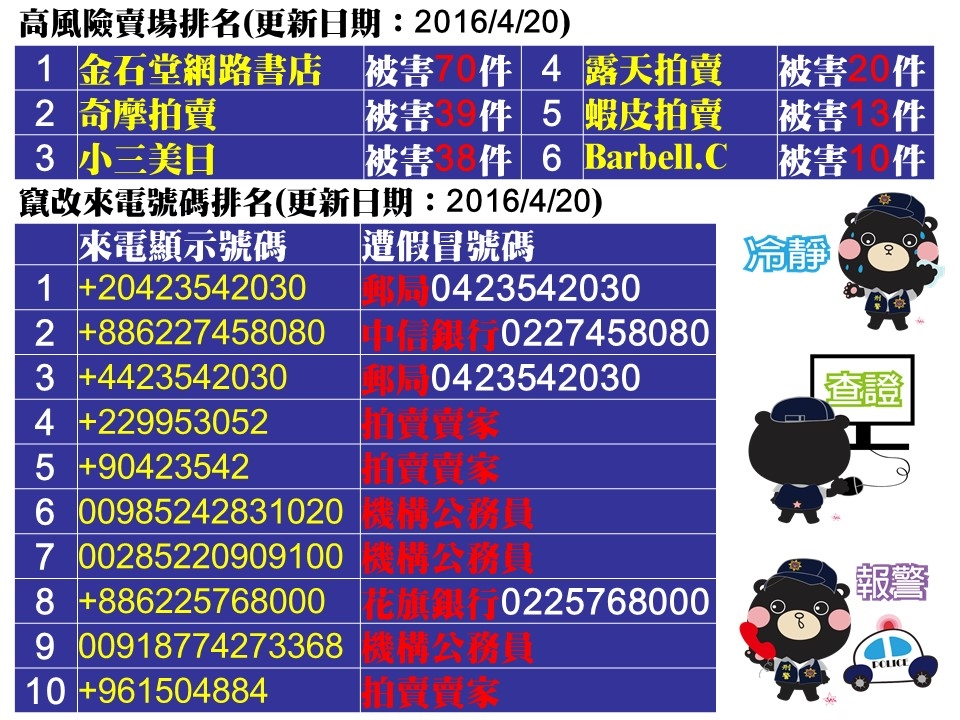 高風險賣場排名(更新日期：2016/4/20)
1 金石堂網路書店 被害70件 4 露天拍賣 被害20件
2 奇摩拍賣 被害39件 5 蝦皮拍賣 被害13件
3 小三美日 被害38件 6 Barbell.C 被害10件
竄改來電號碼排名(更新日期：2016/4/20)
來電顯示號碼 遭假冒號碼
1 +20423542030 郵局0423542030
2 +886227458080 中信銀行0227458080
3 +4423542030 郵局0423542030
4 +229953052 拍賣賣家
5 +90423542 拍賣賣家
6 00985242831020 機構公務員
7 00285220909100 機構公務員
8 +886225768000 花旗銀行0225768000
9 00918774273368 機構公務員
10 +961504884 拍賣賣家
冷靜
刑警
查證
報警
刑警
POLICE